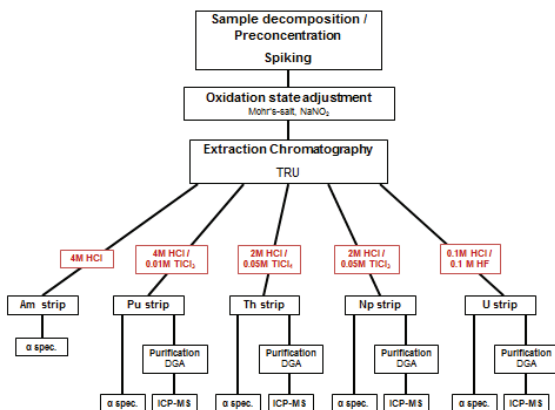 Sample decomposition /
Preconcentration
Spiking
Oxidation state adjustment
Mohr's-salt, NaNO₂
Extraction Chromatography
TRU
4M HCl
4M HCl /
0.01M TiCl₃
2M HCl /
0.05M TiCl₄
2M HCl /
0.05M TiCl₃
0.1M HCl /
0.1 M HF
Am strip
Pu strip
Th strip
Np strip
U strip
α spec.
Purification
DGA
Purification
DGA
Purification
DGA
Purification
DGA
α spec.
ICP-MS
α spec.
ICP-MS
α spec.
ICP-MS
α spec.
ICP-MS